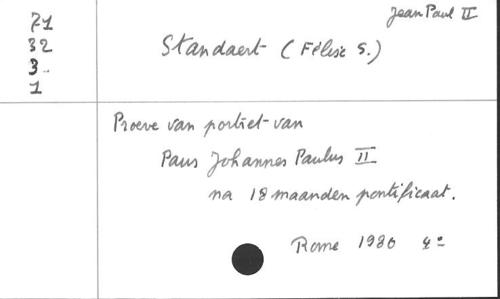 Jean Paul II
71
32
3
1
Standaert (Félix S.)
Proeve van portret van
Paus Johannes Paulus II
na 18 maanden pontificaat.
Rome 1980 4°